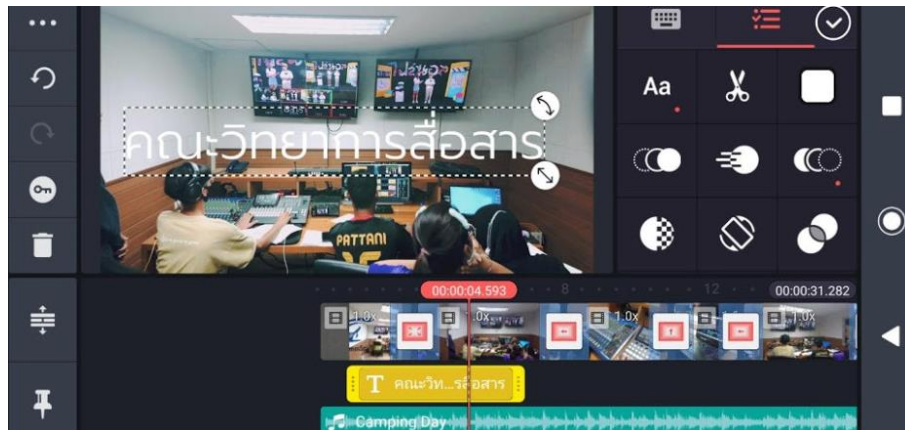 Aa
คณะวิทยาการสื่อสาร
PATTANI
00:00:04.593
8
12
00:00:31.282
1.0x
1.0x
1.0x
1.0x
T คณะวิท...รสื่อสาร
Camping Day